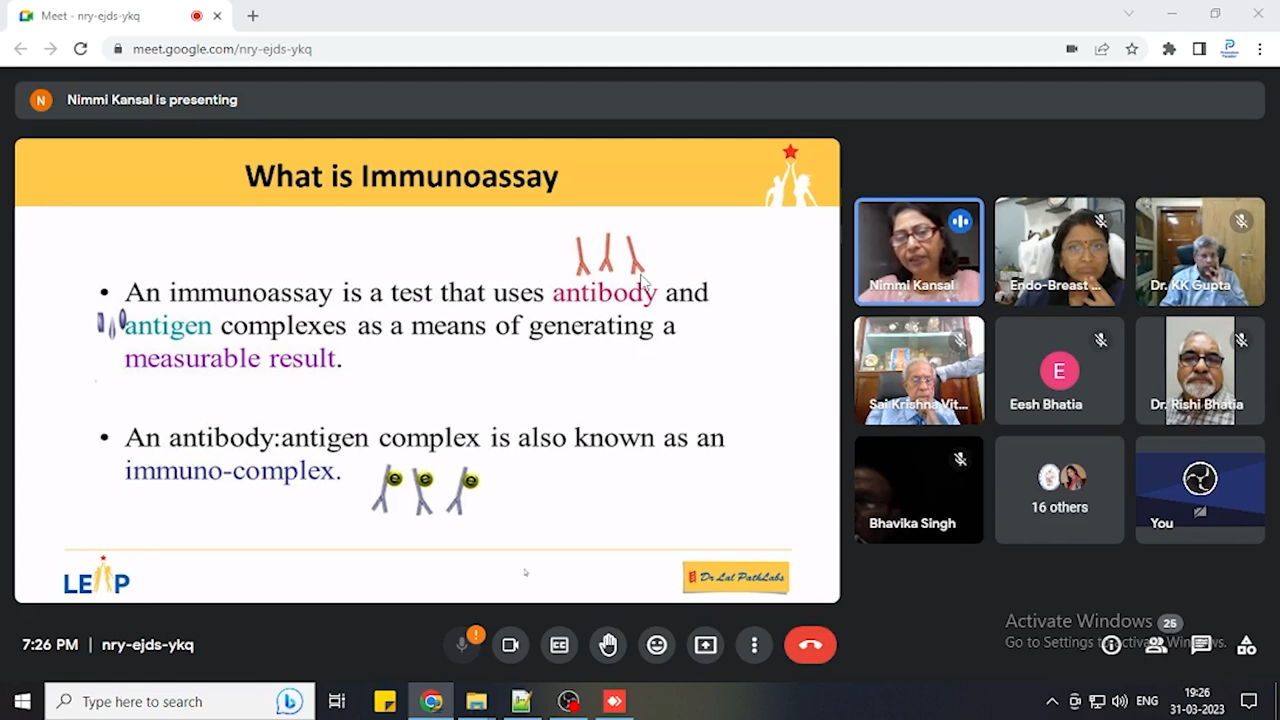 Meet - nry-ejds-ykq
meet.google.com/nry-ejds-ykq
N
Nimmi Kansal is presenting
What is Immunoassay
• An immunoassay is a test that uses antibody and
antigen complexes as a means of generating a
measurable result.
• An antibody:antigen complex is also known as an
immuno-complex.
e e e
LEAP
Dr Lal PathLabs
Nimmi Kansal
Endo-Breast ...
Dr. KK Gupta
Sai Krishna Vit...
E
Eesh Bhatia
Dr. Rishi Bhatia
Bhavika Singh
16 others
You
7:26 PM | nry-ejds-ykq
Activate Windows
Go to Settings to activate Windows.
25
Type here to search
ENG
19:26
31-03-2023